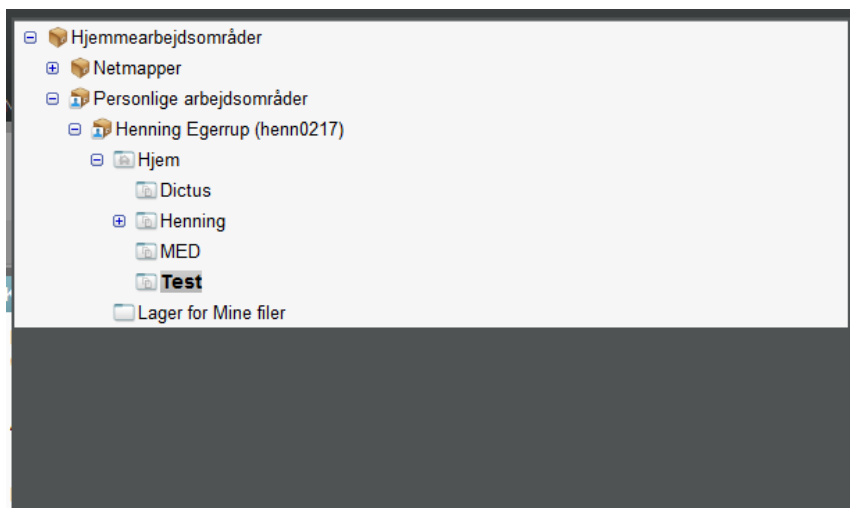 Hjemmearbejdsområder
Netmapper
Personlige arbejdsområder
Henning Egerrup (henn0217)
Hjem
Dictus
Henning
MED
Test
Lager for Mine filer